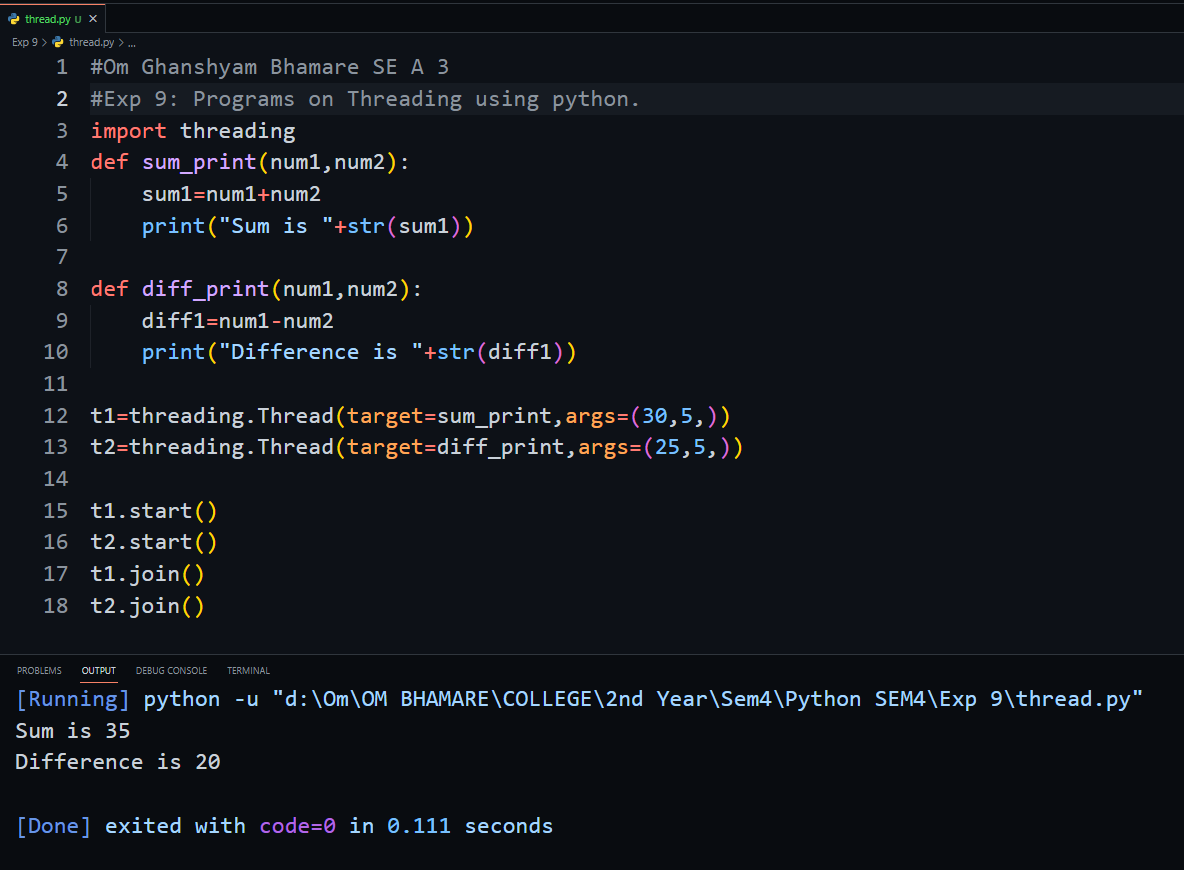 thread.py U ×
Exp 9 > thread.py > ...
1 #Om Ghanshyam Bhamare SE A 3
2 #Exp 9: Programs on Threading using python.
3 import threading
4 def sum_print(num1,num2):
5     sum1=num1+num2
6     print("Sum is "+str(sum1))
7
8 def diff_print(num1,num2):
9     diff1=num1-num2
10     print("Difference is "+str(diff1))
11
12 t1=threading.Thread(target=sum_print,args=(30,5,))
13 t2=threading.Thread(target=diff_print,args=(25,5,))
14
15 t1.start()
16 t2.start()
17 t1.join()
18 t2.join()
PROBLEMS OUTPUT DEBUG CONSOLE TERMINAL
[Running] python -u "d:\Om\OM BHAMARE\COLLEGE\2nd Year\Sem4\Python SEM4\Exp 9\thread.py"
Sum is 35
Difference is 20
[Done] exited with code=0 in 0.111 seconds